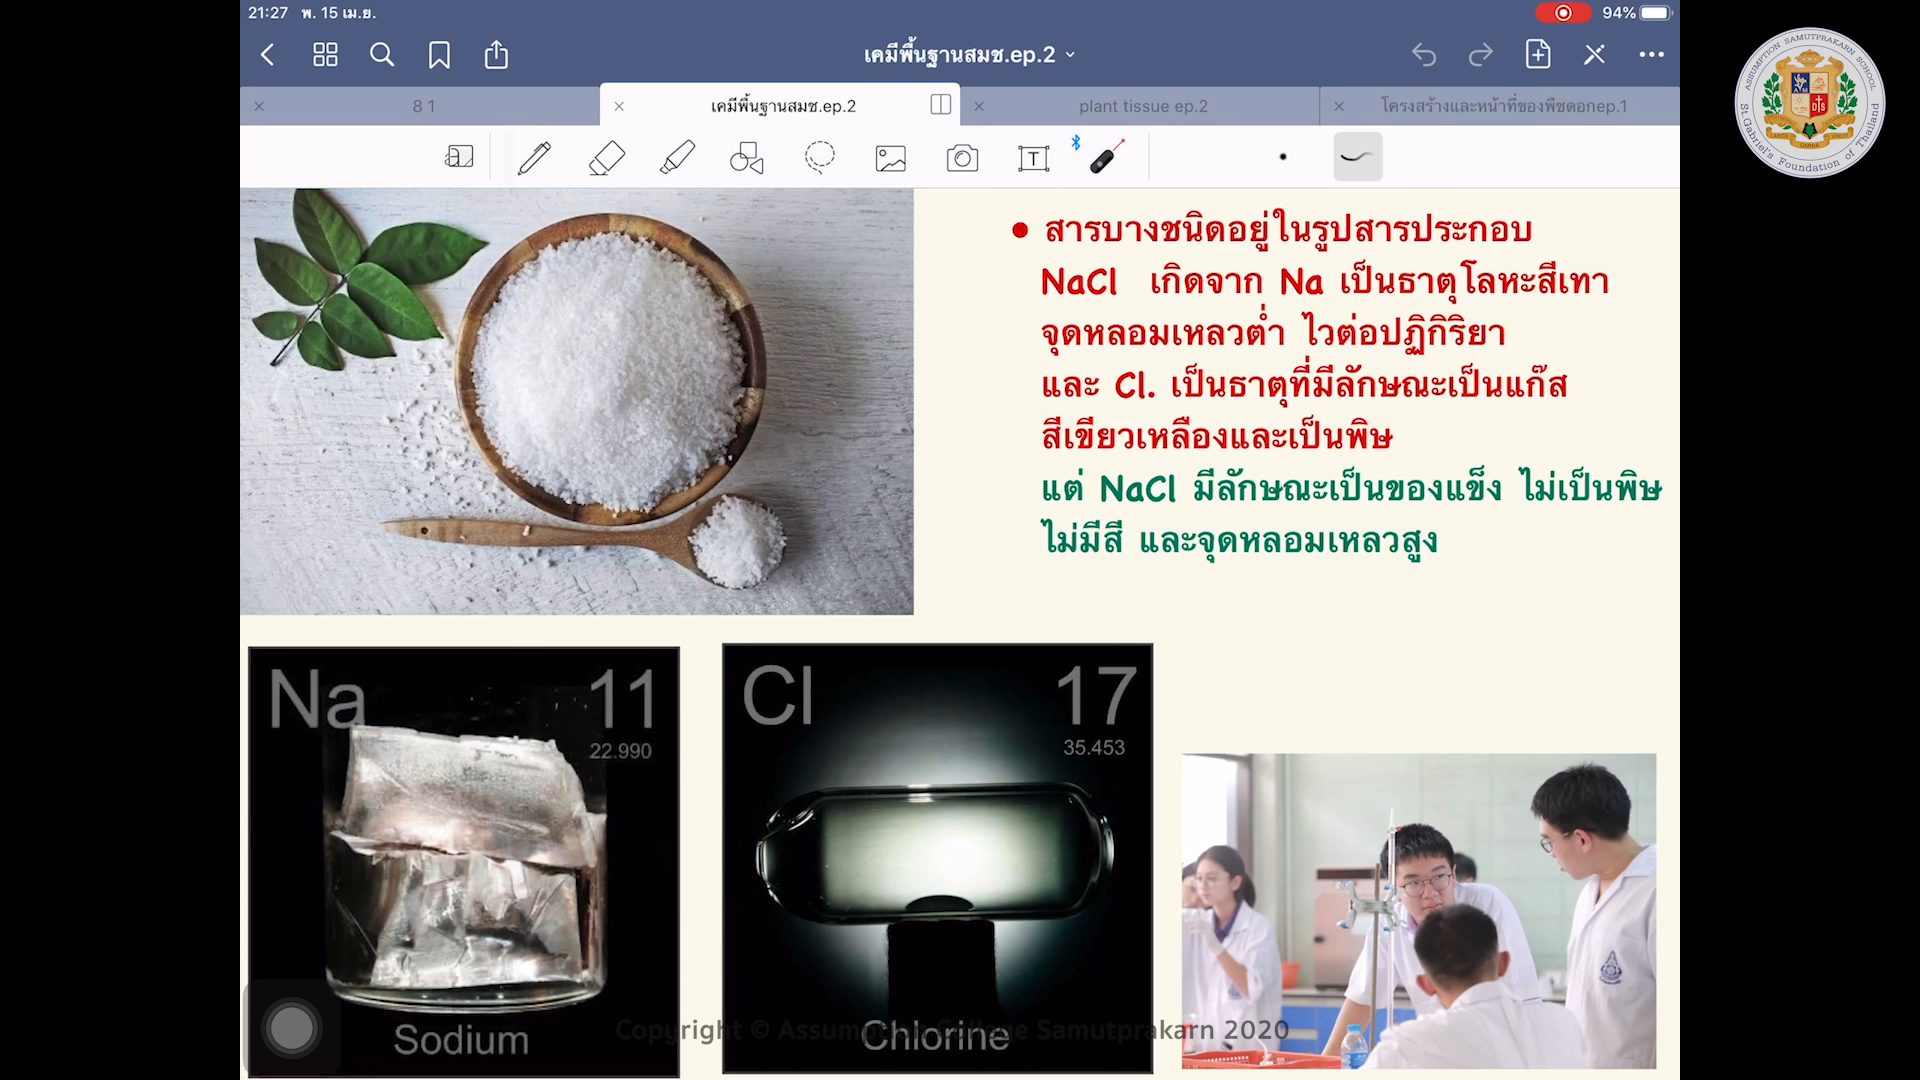 21:27 พ. 15 เม.ย.
94%
เคมีพื้นฐานสมช.ep.2
8 1
เคมีพื้นฐานสมช.ep.2
plant tissue ep.2
โครงสร้างและหน้าที่ของพืชดอกep.1
ASSUMPTION SAMUTPRAKARN SCHOOL
St.Gabriel's Foundation of Thailand
• สารบางชนิดอยู่ในรูปสารประกอบ
NaCl เกิดจาก Na เป็นธาตุโลหะสีเทา
จุดหลอมเหลวต่ำ ไวต่อปฏิกิริยา
และ Cl. เป็นธาตุที่มีลักษณะเป็นแก๊ส
สีเขียวเหลืองและเป็นพิษ
แต่ NaCl มีลักษณะเป็นของแข็ง ไม่เป็นพิษ
ไม่มีสี และจุดหลอมเหลวสูง
Na 11
22.990
Sodium
Cl 17
35.453
Chlorine
Copyright © Assumption College Samutprakarn 2020